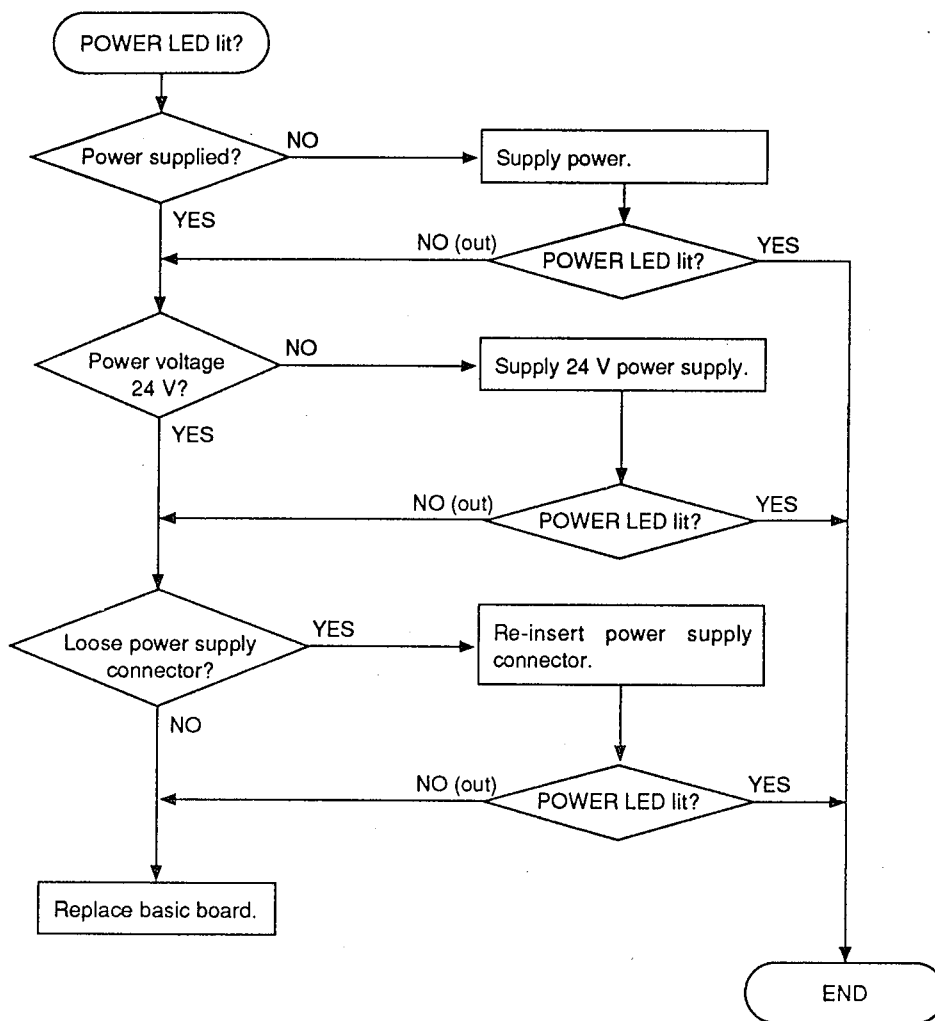 POWER LED lit?
Power supplied?
NO
Supply power.
YES
NO (out)
POWER LED lit?
YES
Power voltage
24 V?
NO
Supply 24 V power supply.
YES
NO (out)
POWER LED lit?
YES
Loose power supply
connector?
YES
Re-insert power supply
connector.
NO
NO (out)
POWER LED lit?
YES
Replace basic board.
END